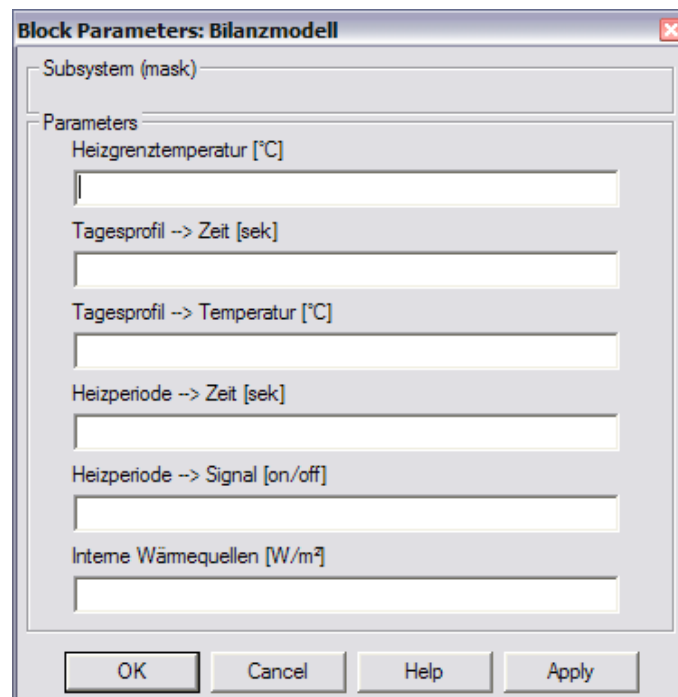 Block Parameters: Bilanzmodell
Subsystem (mask)
Parameters
Heizgrenztemperatur [°C]
Tagesprofil --> Zeit [sek]
Tagesprofil --> Temperatur [°C]
Heizperiode --> Zeit [sek]
Heizperiode --> Signal [on/off]
Interne Wärmequellen [W/m²]
OK Cancel Help Apply